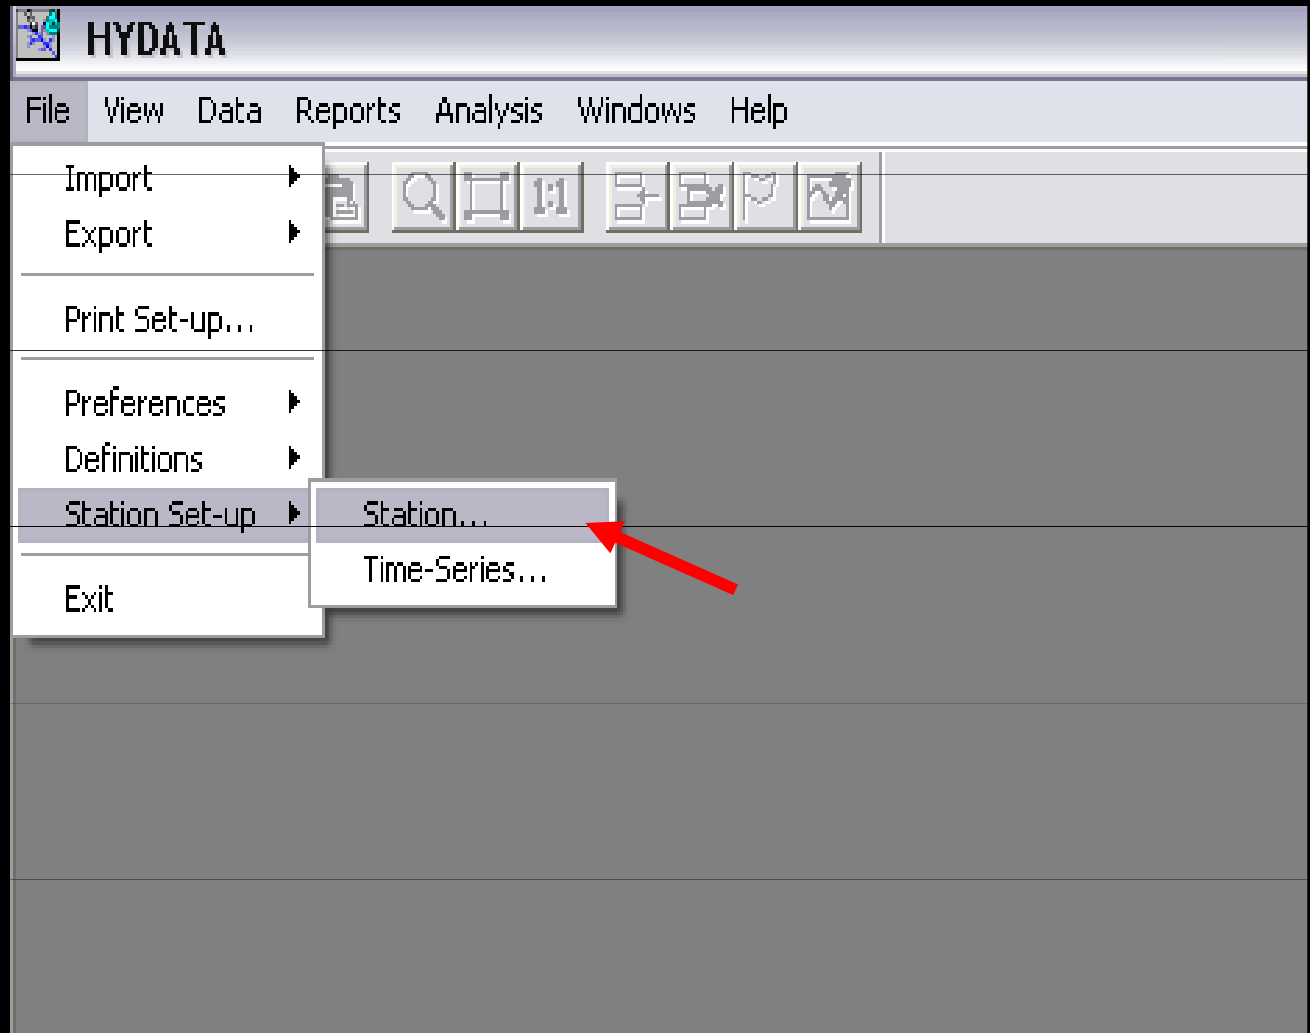 HYDATA
File View Data Reports Analysis Windows Help
Import
Export
1:1
Print Set-up...
Preferences
Definitions
Station Set-up
Station...
Time-Series...
Exit